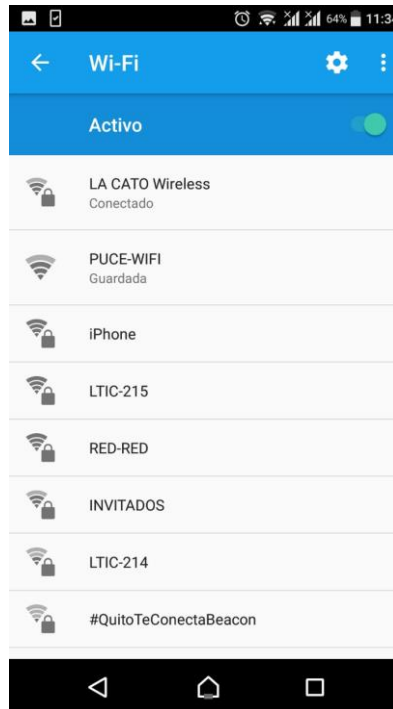 64% 11:34
Wi-Fi
Activo
LA CATO Wireless
Conectado
PUCE-WIFI
Guardada
iPhone
LTIC-215
RED-RED
INVITADOS
LTIC-214
#QuitoTeConectaBeacon